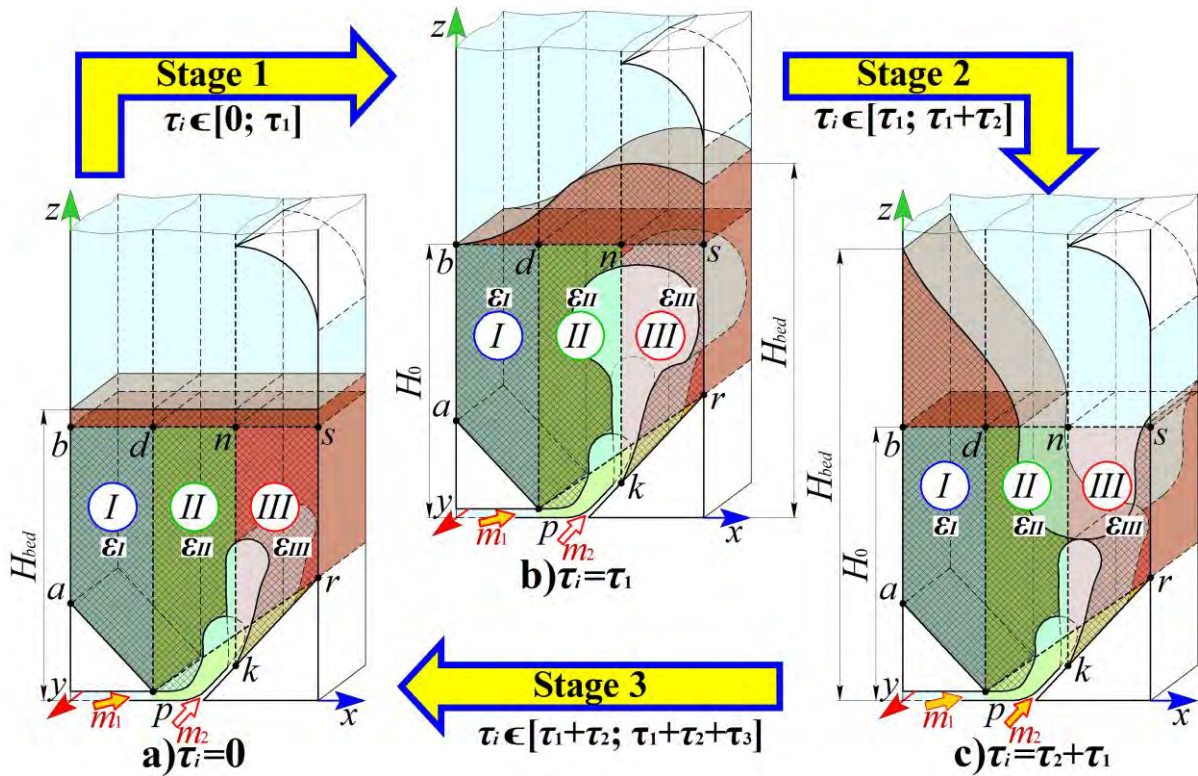 Stage 1
τᵢ ϵ[0; τ₁]
Stage 2
τᵢ ϵ[τ₁; τ₁+τ₂]
z
b
d
n
s
εI
εII
εIII
I
II
III
H₀
Hbed
a
r
k
y
m₁
p
m₂
x
b)τᵢ=τ₁
z
b
d
n
s
I
II
III
εI
εII
εIII
Hbed
a
r
k
y
m₁
p
m₂
x
a)τᵢ=0
Stage 3
τᵢ ϵ[τ₁+τ₂; τ₁+τ₂+τ₃]
z
b
d
n
s
I
II
III
εI
εII
εIII
Hbed
H₀
a
r
k
y
m₁
p
m₂
x
c)τᵢ=τ₂+τ₁